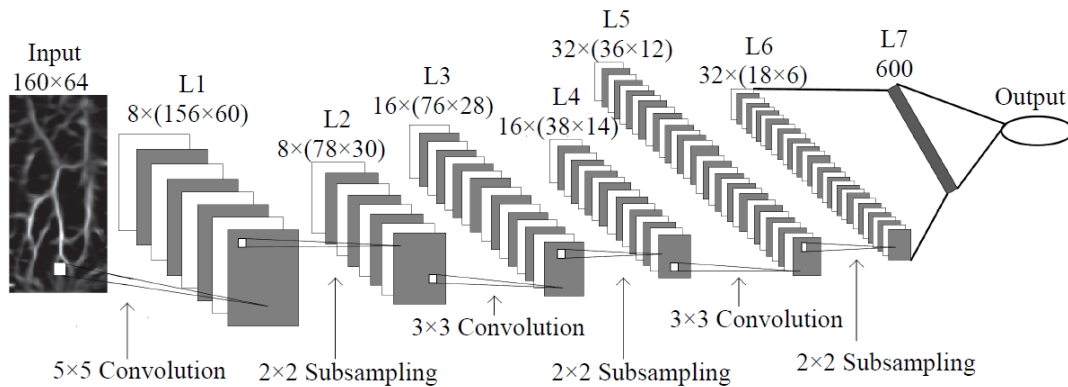 Input
160×64
L1
8×(156×60)
L2
8×(78×30)
L3
16×(76×28)
L4
16×(38×14)
L5
32×(36×12)
L6
32×(18×6)
L7
600
Output
5×5 Convolution
2×2 Subsampling
3×3 Convolution
2×2 Subsampling
3×3 Convolution
2×2 Subsampling